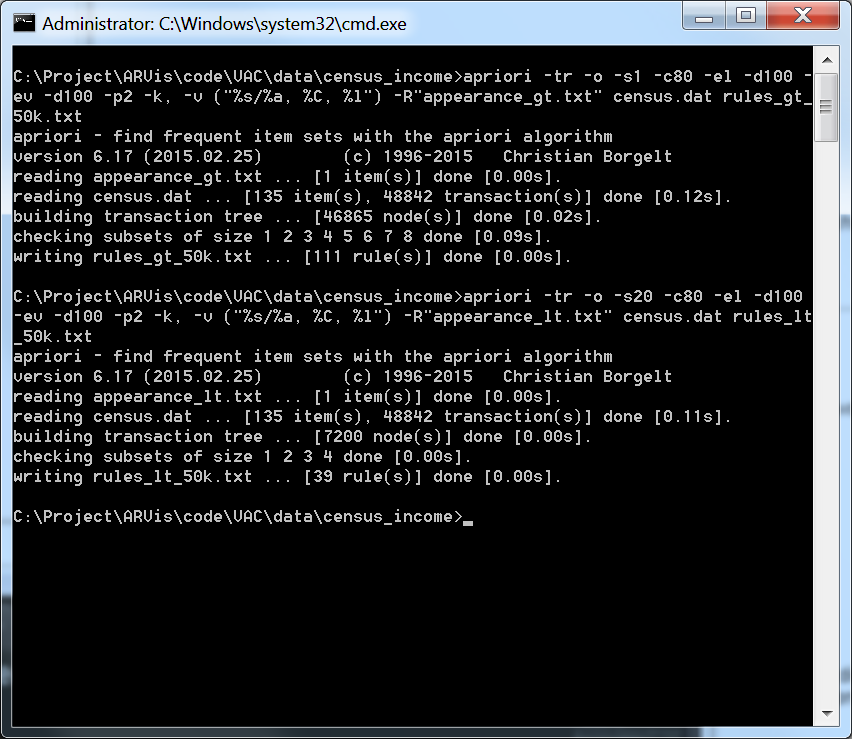 Administrator: C:\Windows\system32\cmd.exe
C:\Project\ARVis\code\VAC\data\census_income>apriori -tr -o -s1 -c80 -el -d100 -
ev -d100 -p2 -k, -v ("%s/%a, %C, %l") -R"appearance_gt.txt" census.dat rules_gt_
50k.txt
apriori - find frequent item sets with the apriori algorithm
version 6.17 (2015.02.25)        (c) 1996-2015   Christian Borgelt
reading appearance_gt.txt ... [1 item(s)] done [0.00s].
reading census.dat ... [135 item(s), 48842 transaction(s)] done [0.12s].
building transaction tree ... [46865 node(s)] done [0.02s].
checking subsets of size 1 2 3 4 5 6 7 8 done [0.09s].
writing rules_gt_50k.txt ... [111 rule(s)] done [0.00s].
C:\Project\ARVis\code\VAC\data\census_income>apriori -tr -o -s20 -c80 -el -d100
-ev -d100 -p2 -k, -v ("%s/%a, %C, %l") -R"appearance_lt.txt" census.dat rules_lt
_50k.txt
apriori - find frequent item sets with the apriori algorithm
version 6.17 (2015.02.25)        (c) 1996-2015   Christian Borgelt
reading appearance_lt.txt ... [1 item(s)] done [0.00s].
reading census.dat ... [135 item(s), 48842 transaction(s)] done [0.11s].
building transaction tree ... [7200 node(s)] done [0.00s].
checking subsets of size 1 2 3 4 done [0.00s].
writing rules_lt_50k.txt ... [39 rule(s)] done [0.00s].
C:\Project\ARVis\code\VAC\data\census_income>